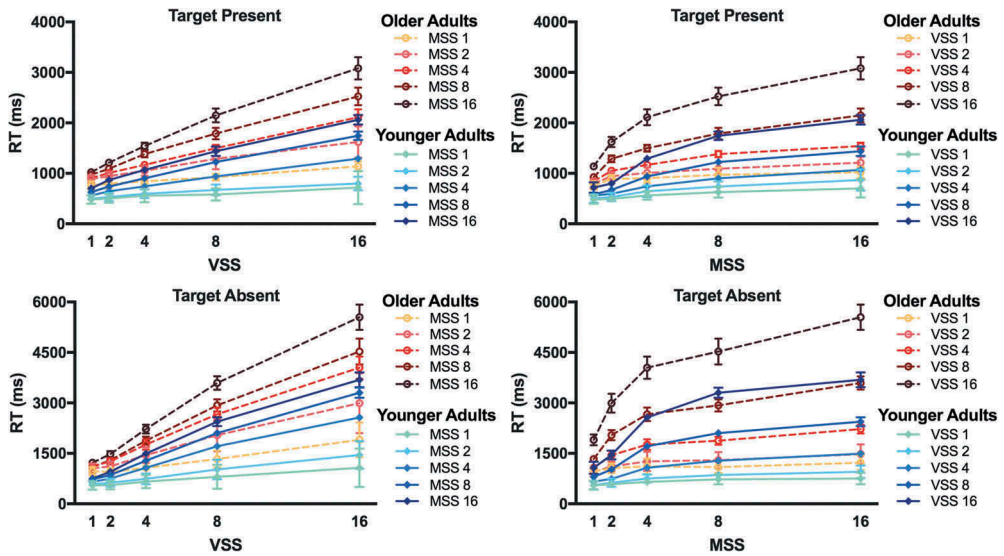 Target Present
RT (ms)
4000
3000
2000
1000
0
1 2 4 8 16
VSS
Older Adults
MSS 1
MSS 2
MSS 4
MSS 8
MSS 16
Younger Adults
MSS 1
MSS 2
MSS 4
MSS 8
MSS 16
Target Present
RT (ms)
4000
3000
2000
1000
0
1 2 4 8 16
MSS
Older Adults
VSS 1
VSS 2
VSS 4
VSS 8
VSS 16
Younger Adults
VSS 1
VSS 2
VSS 4
VSS 8
VSS 16
Target Absent
RT (ms)
6000
4500
3000
1500
0
1 2 4 8 16
VSS
Older Adults
MSS 1
MSS 2
MSS 4
MSS 8
MSS 16
Younger Adults
MSS 1
MSS 2
MSS 4
MSS 8
MSS 16
Target Absent
RT (ms)
6000
4500
3000
1500
0
1 2 4 8 16
MSS
Older Adults
VSS 1
VSS 2
VSS 4
VSS 8
VSS 16
Younger Adults
VSS 1
VSS 2
VSS 4
VSS 8
VSS 16